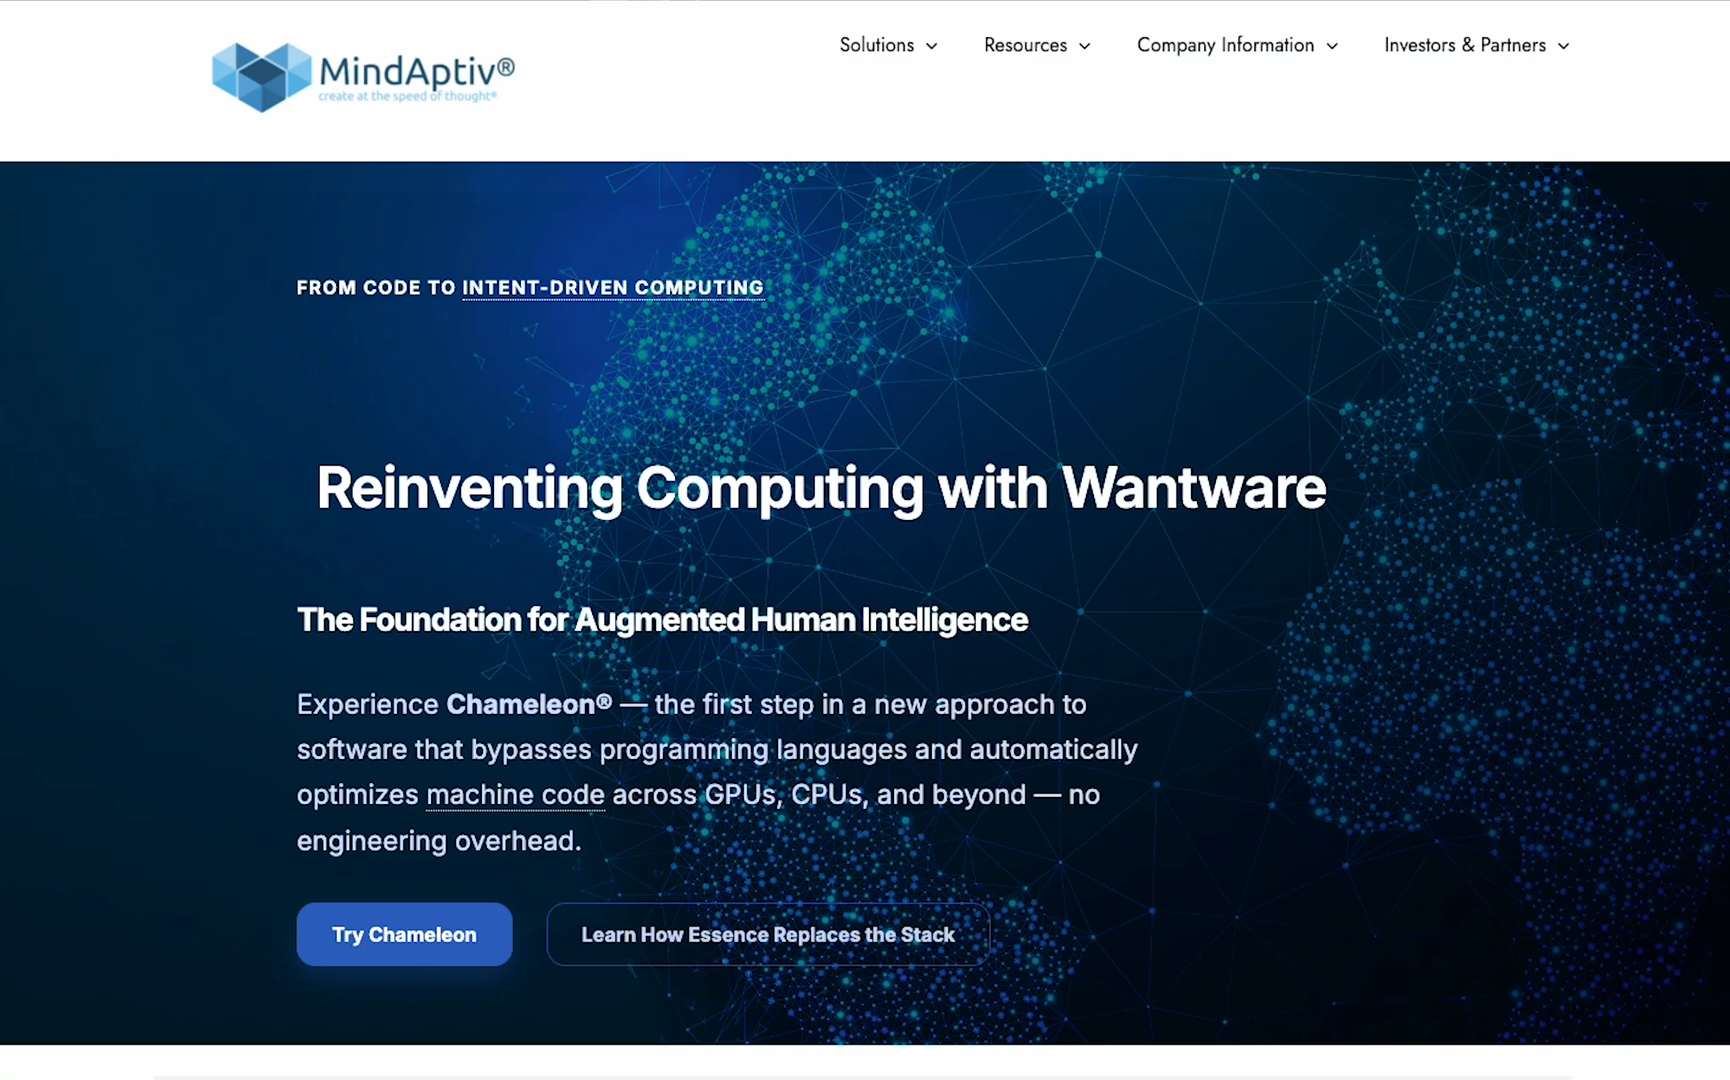 MindAptiv®
create at the speed of thought®
Solutions
Resources
Company Information
Investors & Partners
FROM CODE TO INTENT-DRIVEN COMPUTING
Reinventing Computing with Wantware
The Foundation for Augmented Human Intelligence
Experience Chameleon® — the first step in a new approach to
software that bypasses programming languages and automatically
optimizes machine code across GPUs, CPUs, and beyond — no
engineering overhead.
Try Chameleon
Learn How Essence Replaces the Stack